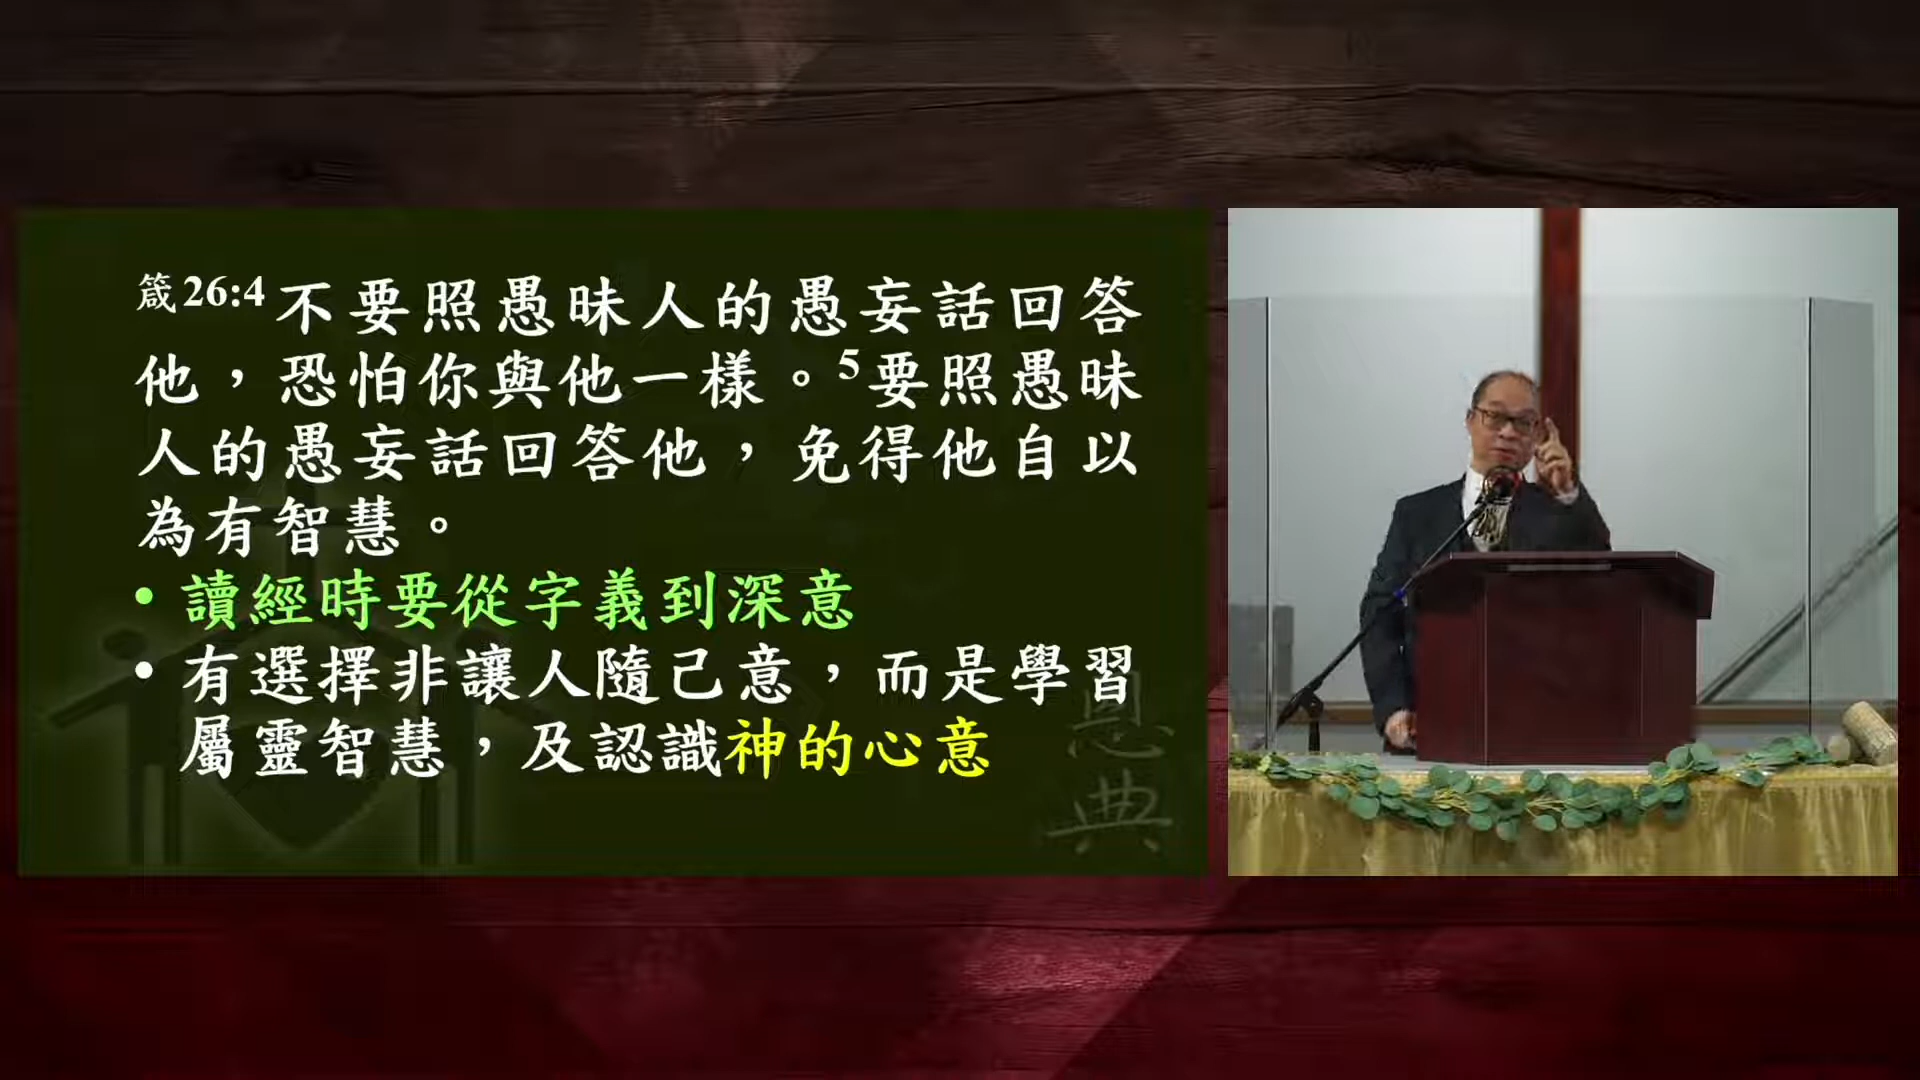 箴26:4不要照愚昧人的愚妄話回答
他，恐怕你與他一樣。5要照愚昧
人的愚妄話回答他，免得他自以
為有智慧。
• 讀經時要從字義到深意
• 有選擇非讓人隨己意，而是學習
屬靈智慧，及認識神的心意
恩
典